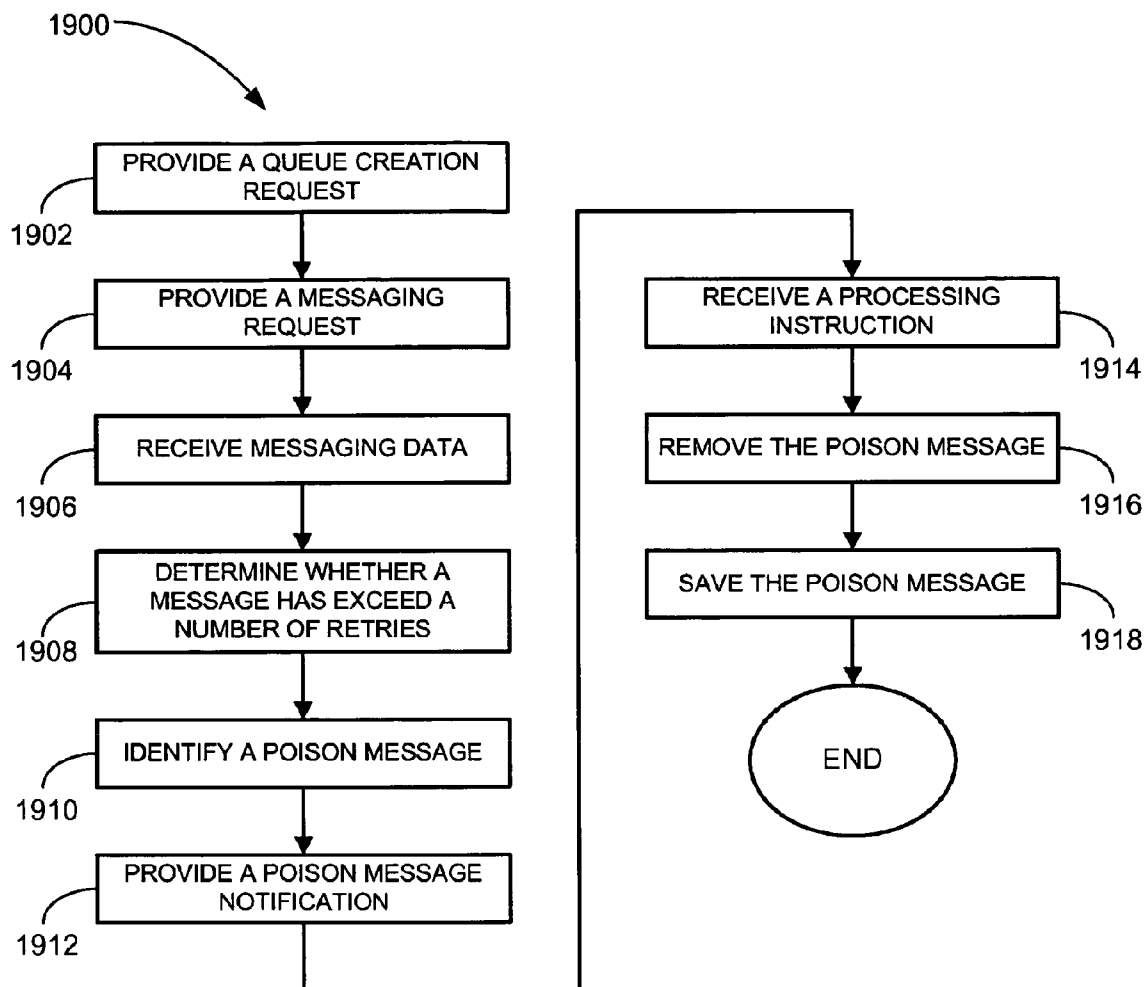 1900
PROVIDE A QUEUE CREATION
REQUEST
1902
PROVIDE A MESSAGING
REQUEST
1904
RECEIVE MESSAGING DATA
1906
DETERMINE WHETHER A
MESSAGE HAS EXCEED A
NUMBER OF RETRIES
1908
IDENTIFY A POISON MESSAGE
1910
PROVIDE A POISON MESSAGE
NOTIFICATION
1912
RECEIVE A PROCESSING
INSTRUCTION
1914
REMOVE THE POISON MESSAGE
1916
SAVE THE POISON MESSAGE
1918
END